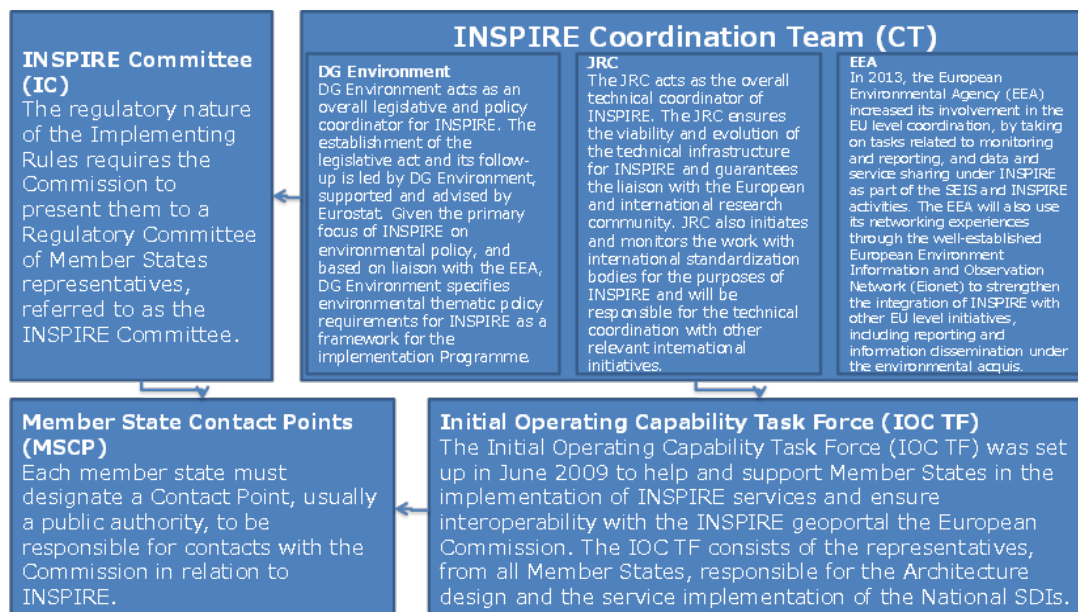 INSPIRE Committee
(IC)
The regulatory nature
of the Implementing
Rules requires the
Commission to
present them to a
Regulatory Committee
of Member States
representatives,
referred to as the
INSPIRE Committee.
INSPIRE Coordination Team (CT)
DG Environment
DG Environment acts as an
overall legislative and policy
coordinator for INSPIRE. The
establishment of the
legislative act and its follow-
up is led by DG Environment,
supported and advised by
Eurostat. Given the primary
focus of INSPIRE on
environmental policy, and
based on liaison with the EEA,
DG Environment specifies
environmental thematic policy
requirements for INSPIRE as a
framework for the
implementation Programme.
JRC
The JRC acts as the overall
technical coordinator of
INSPIRE. The JRC ensures
the viability and evolution of
the technical infrastructure
for INSPIRE and guarantees
the liaison with the European
and international research
community. JRC also initiates
and monitors the work with
international standardization
bodies for the purposes of
INSPIRE and will be
responsible for the technical
coordination with other
relevant international
initiatives.
EEA
In 2013, the European
Environmental Agency (EEA)
increased its involvement in the
EU level coordination, by taking
on tasks related to monitoring
and reporting, and data and
service sharing under INSPIRE
as part of the SEIS and INSPIRE
activities. The EEA will also use
its networking experiences
through the well-established
European Environment
Information and Observation
Network (Eionet) to strengthen
the integration of INSPIRE with
other EU level initiatives,
including reporting and
information dissemination under
the environmental acquis.
Member State Contact Points
(MSCP)
Each member state must
designate a Contact Point, usually
a public authority, to be
responsible for contacts with the
Commission in relation to
INSPIRE.
Initial Operating Capability Task Force (IOC TF)
The Initial Operating Capability Task Force (IOC TF) was set
up in June 2009 to help and support Member States in the
implementation of INSPIRE services and ensure
interoperability with the INSPIRE geoportal the European
Commission. The IOC TF consists of the representatives,
from all Member States, responsible for the Architecture
design and the service implementation of the National SDIs.